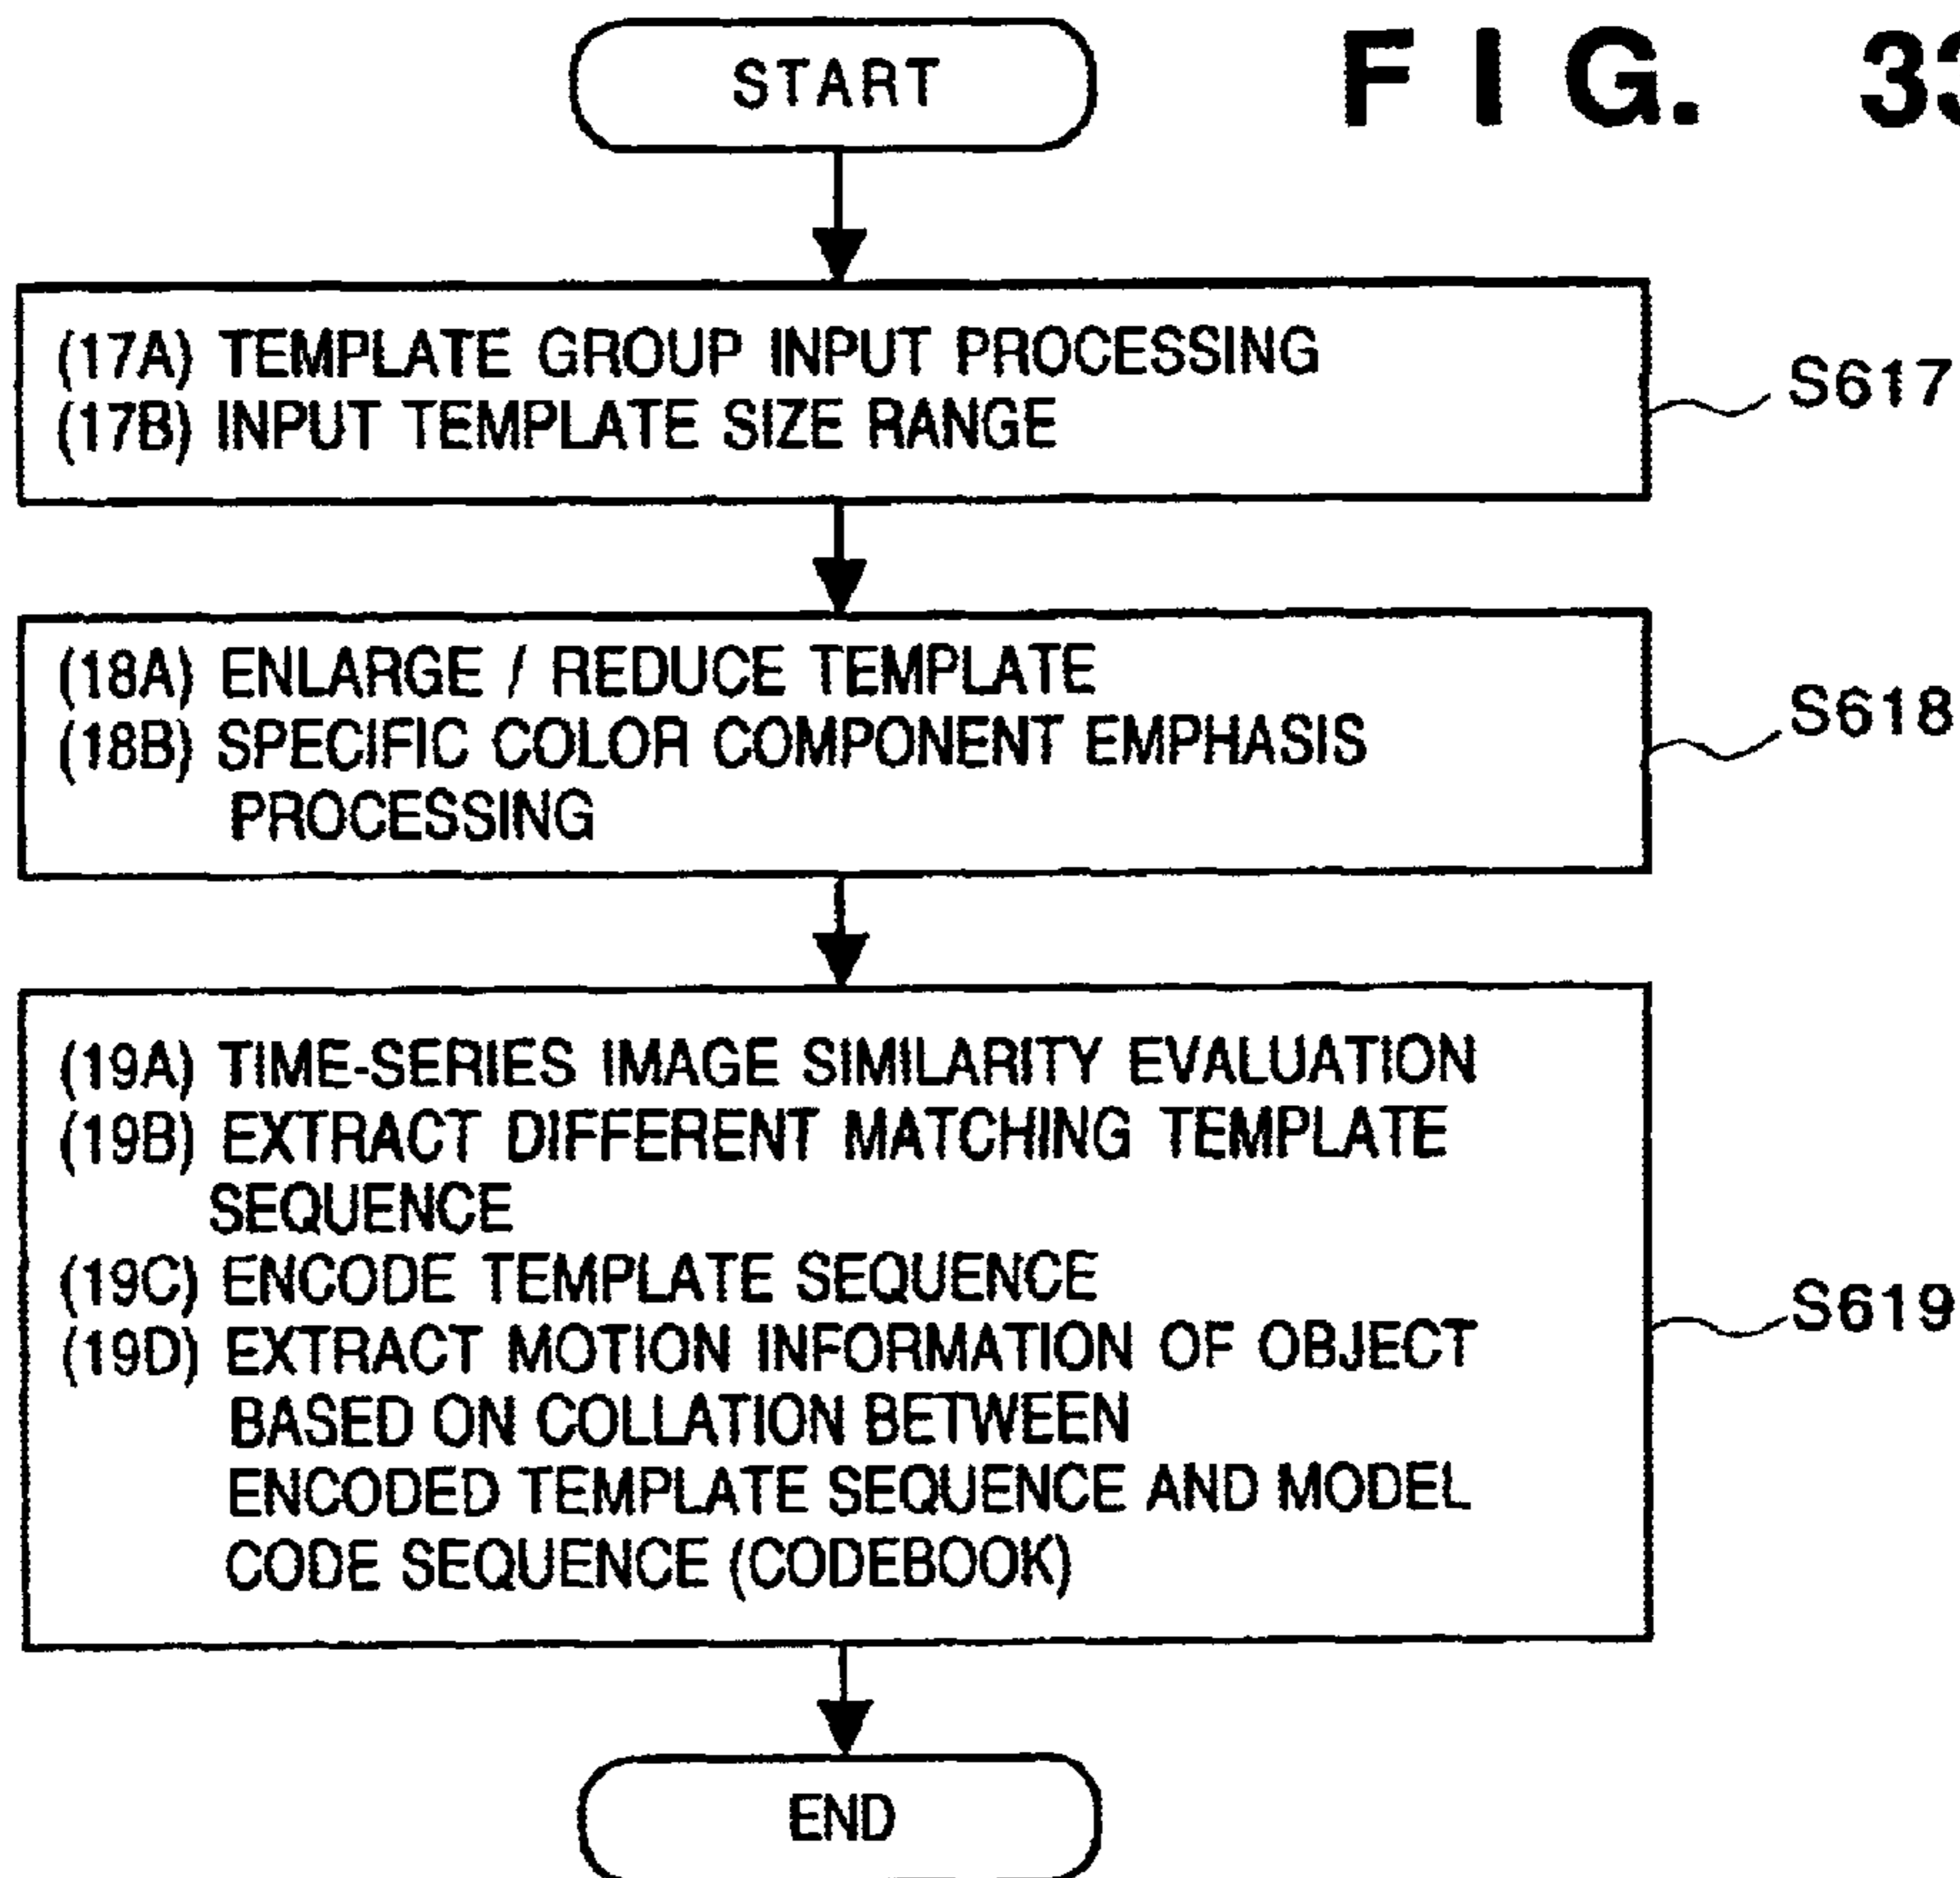 START
F I G. 33
(17A) TEMPLATE GROUP INPUT PROCESSING
(17B) INPUT TEMPLATE SIZE RANGE
S617
(18A) ENLARGE / REDUCE TEMPLATE
(18B) SPECIFIC COLOR COMPONENT EMPHASIS
PROCESSING
S618
(19A) TIME-SERIES IMAGE SIMILARITY EVALUATION
(19B) EXTRACT DIFFERENT MATCHING TEMPLATE
SEQUENCE
(19C) ENCODE TEMPLATE SEQUENCE
(19D) EXTRACT MOTION INFORMATION OF OBJECT
BASED ON COLLATION BETWEEN
ENCODED TEMPLATE SEQUENCE AND MODEL
CODE SEQUENCE (CODEBOOK)
S619
END